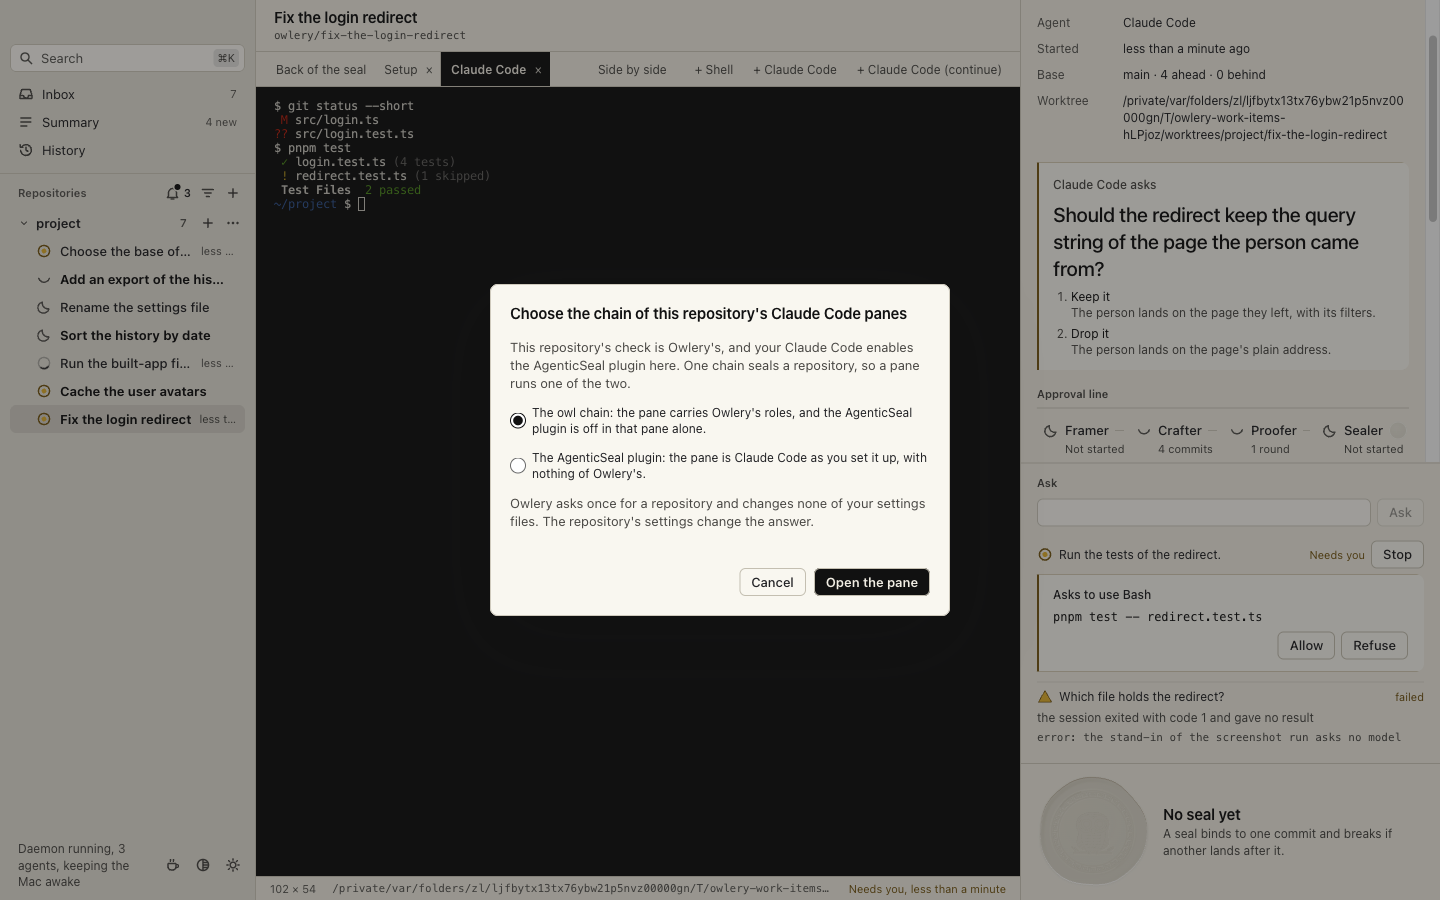 Search ⌘K
Inbox 7
Summary 4 new
History
Repositories 3
project 7
Choose the base of... less ...
Add an export of the his...
Rename the settings file
Sort the history by date
Run the built-app fi... less ...
Cache the user avatars
Fix the login redirect less t...
Daemon running, 3
agents, keeping the
Mac awake
Fix the login redirect
owlery/fix-the-login-redirect
Back of the seal Setup × Claude Code × Side by side + Shell + Claude Code + Claude Code (continue)
$ git status --short
M src/login.ts
?? src/login.test.ts
$ pnpm test
✓ login.test.ts (4 tests)
! redirect.test.ts (1 skipped)
Test Files 2 passed
~/project $
Choose the chain of this repository's Claude Code panes
This repository's check is Owlery's, and your Claude Code enables
the AgenticSeal plugin here. One chain seals a repository, so a pane
runs one of the two.
The owl chain: the pane carries Owlery's roles, and the AgenticSeal
plugin is off in that pane alone.
The AgenticSeal plugin: the pane is Claude Code as you set it up, with
nothing of Owlery's.
Owlery asks once for a repository and changes none of your settings
files. The repository's settings change the answer.
Cancel Open the pane
102 × 54 /private/var/folders/zl/ljfbytx13tx76ybw21p5nvz00000gn/T/owlery-work-items… Needs you, less than a minute
Agent Claude Code
Started less than a minute ago
Base main · 4 ahead · 0 behind
Worktree /private/var/folders/zl/ljfbytx13tx76ybw21p5nvz00
000gn/T/owlery-work-items-
hLPjoz/worktrees/project/fix-the-login-redirect
Claude Code asks
Should the redirect keep the query
string of the page the person came
from?
1. Keep it
The person lands on the page they left, with its filters.
2. Drop it
The person lands on the page's plain address.
Approval line
Framer Crafter Proofer Sealer
Not started 4 commits 1 round Not started
Ask
Ask
Run the tests of the redirect. Needs you Stop
Asks to use Bash
pnpm test -- redirect.test.ts
Allow Refuse
Which file holds the redirect? failed
the session exited with code 1 and gave no result
error: the stand-in of the screenshot run asks no model
No seal yet
A seal binds to one commit and breaks if
another lands after it.